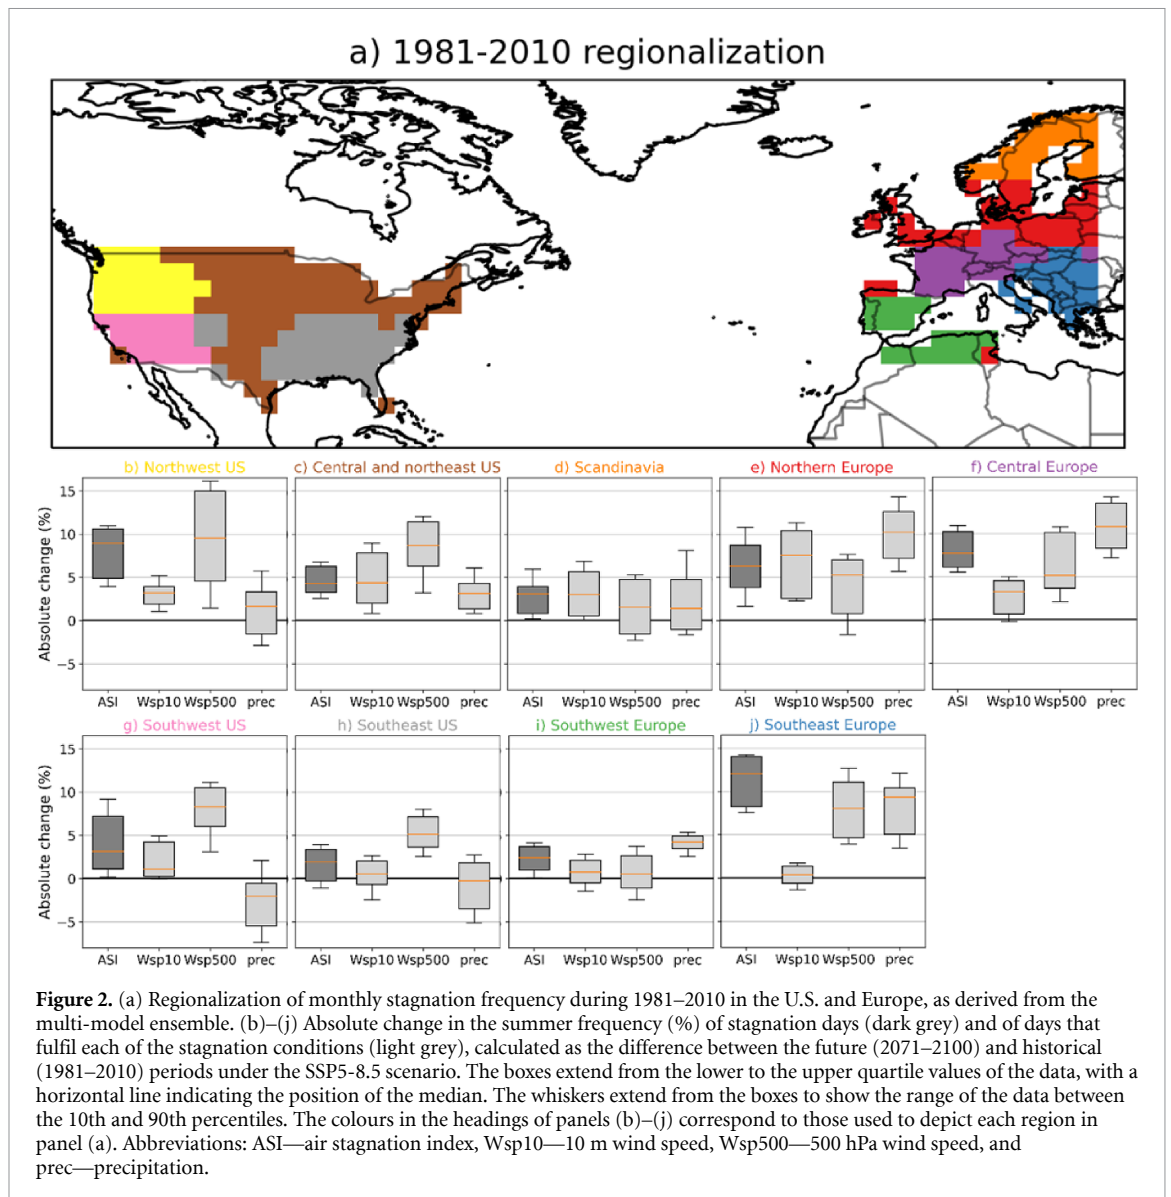 a) 1981-2010 regionalization
b) Northwest US
c) Central and northeast US
d) Scandinavia
e) Northern Europe
f) Central Europe
Absolute change (%)
15
10
5
0
−5
ASI Wsp10 Wsp500 prec
ASI Wsp10 Wsp500 prec
ASI Wsp10 Wsp500 prec
ASI Wsp10 Wsp500 prec
ASI Wsp10 Wsp500 prec
g) Southwest US
h) Southeast US
i) Southwest Europe
j) Southeast Europe
Absolute change (%)
15
10
5
0
−5
ASI Wsp10 Wsp500 prec
ASI Wsp10 Wsp500 prec
ASI Wsp10 Wsp500 prec
ASI Wsp10 Wsp500 prec
Figure 2. (a) Regionalization of monthly stagnation frequency during 1981–2010 in the U.S. and Europe, as derived from the
multi-model ensemble. (b)–(j) Absolute change in the summer frequency (%) of stagnation days (dark grey) and of days that
fulfil each of the stagnation conditions (light grey), calculated as the difference between the future (2071–2100) and historical
(1981–2010) periods under the SSP5-8.5 scenario. The boxes extend from the lower to the upper quartile values of the data, with a
horizontal line indicating the position of the median. The whiskers extend from the boxes to show the range of the data between
the 10th and 90th percentiles. The colours in the headings of panels (b)–(j) correspond to those used to depict each region in
panel (a). Abbreviations: ASI—air stagnation index, Wsp10—10 m wind speed, Wsp500—500 hPa wind speed, and
prec—precipitation.